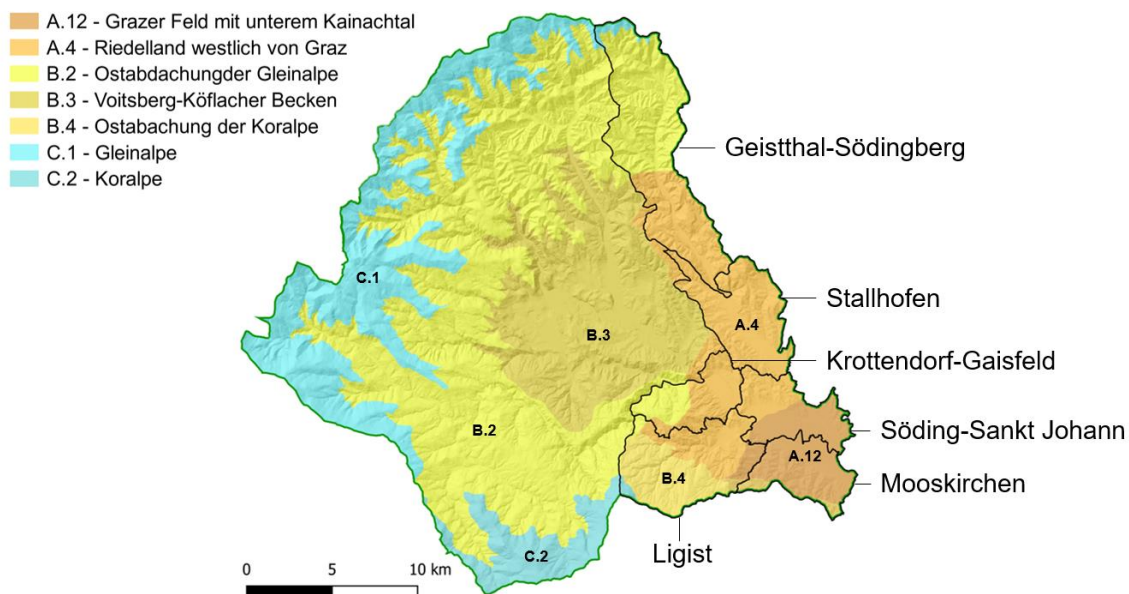 A.12 - Grazer Feld mit unterem Kainachtal
A.4 - Riedelland westlich von Graz
B.2 - Ostabdachungder Gleinalpe
B.3 - Voitsberg-Köflacher Becken
B.4 - Ostabachung der Koralpe
C.1 - Gleinalpe
C.2 - Koralpe
Geistthal-Södingberg
C.1
Stallhofen
A.4
B.3
Krottendorf-Gaisfeld
B.2
Söding-Sankt Johann
A.12
B.4
Mooskirchen
Ligist
C.2
0 5 10 km